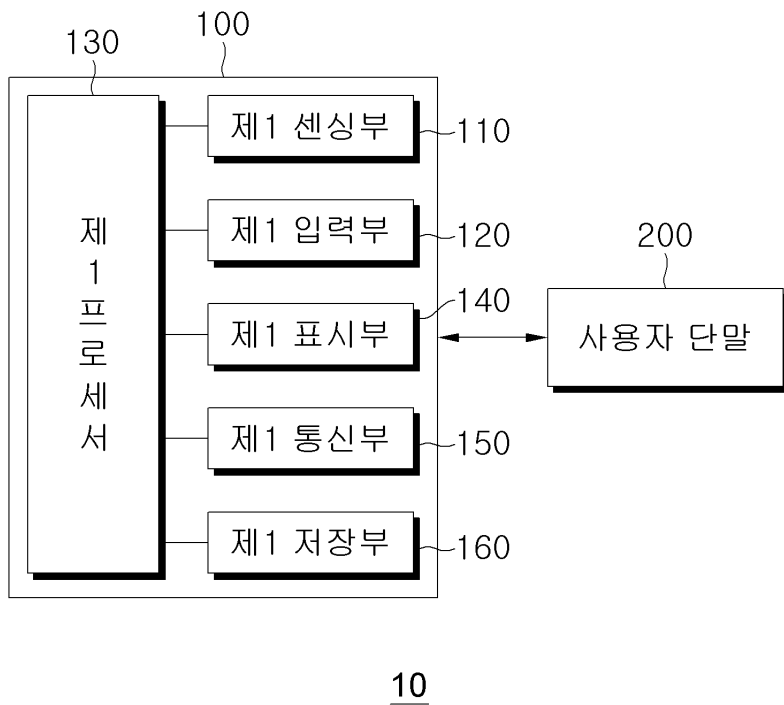 130
100
제1 센싱부
110
제1프로세서
제1 입력부
120
200
140
제1 표시부
사용자 단말
제1 통신부
150
제1 저장부
160
10